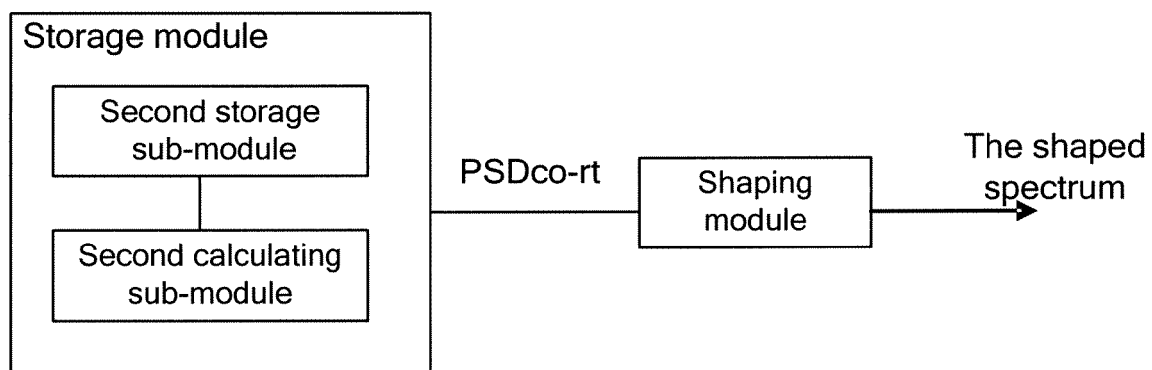 Storage module
Second storage
sub-module
Second calculating
sub-module
PSDco-rt
Shaping
module
The shaped
spectrum